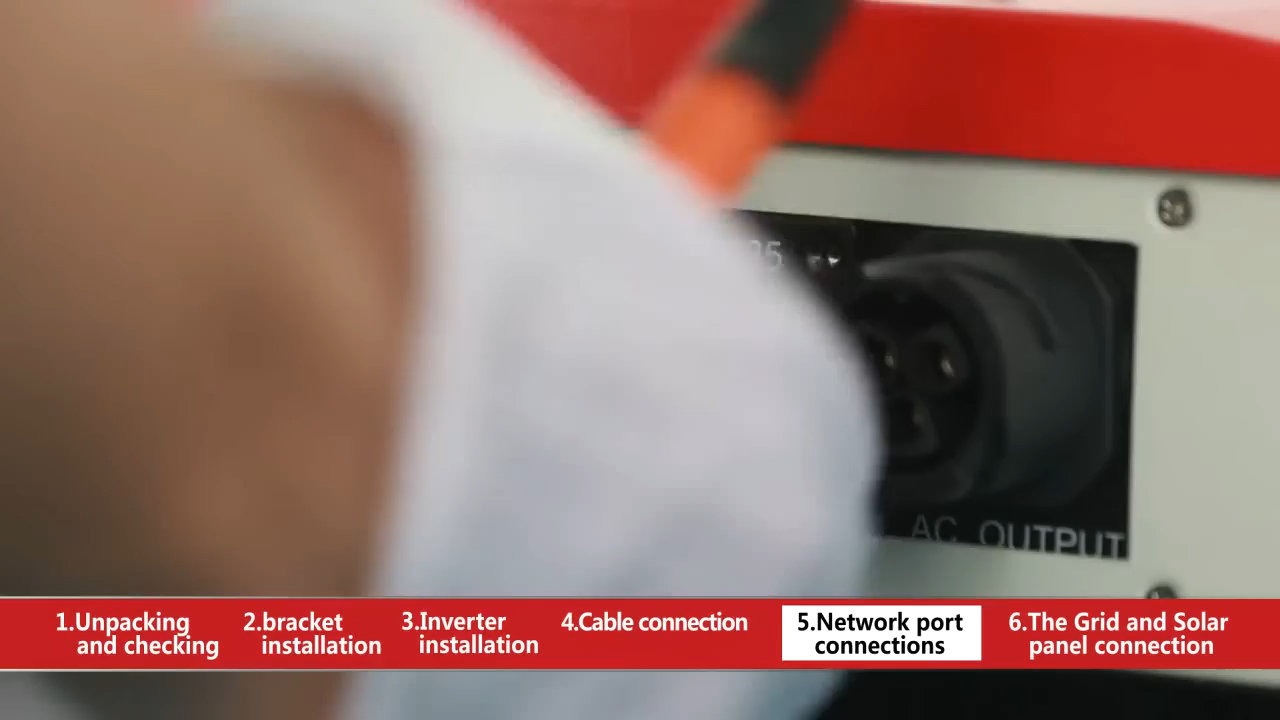 AC OUTPUT
1.Unpacking
and checking
2.bracket
installation
3.Inverter
installation
4.Cable connection
5.Network port
connections
6.The Grid and Solar
panel connection